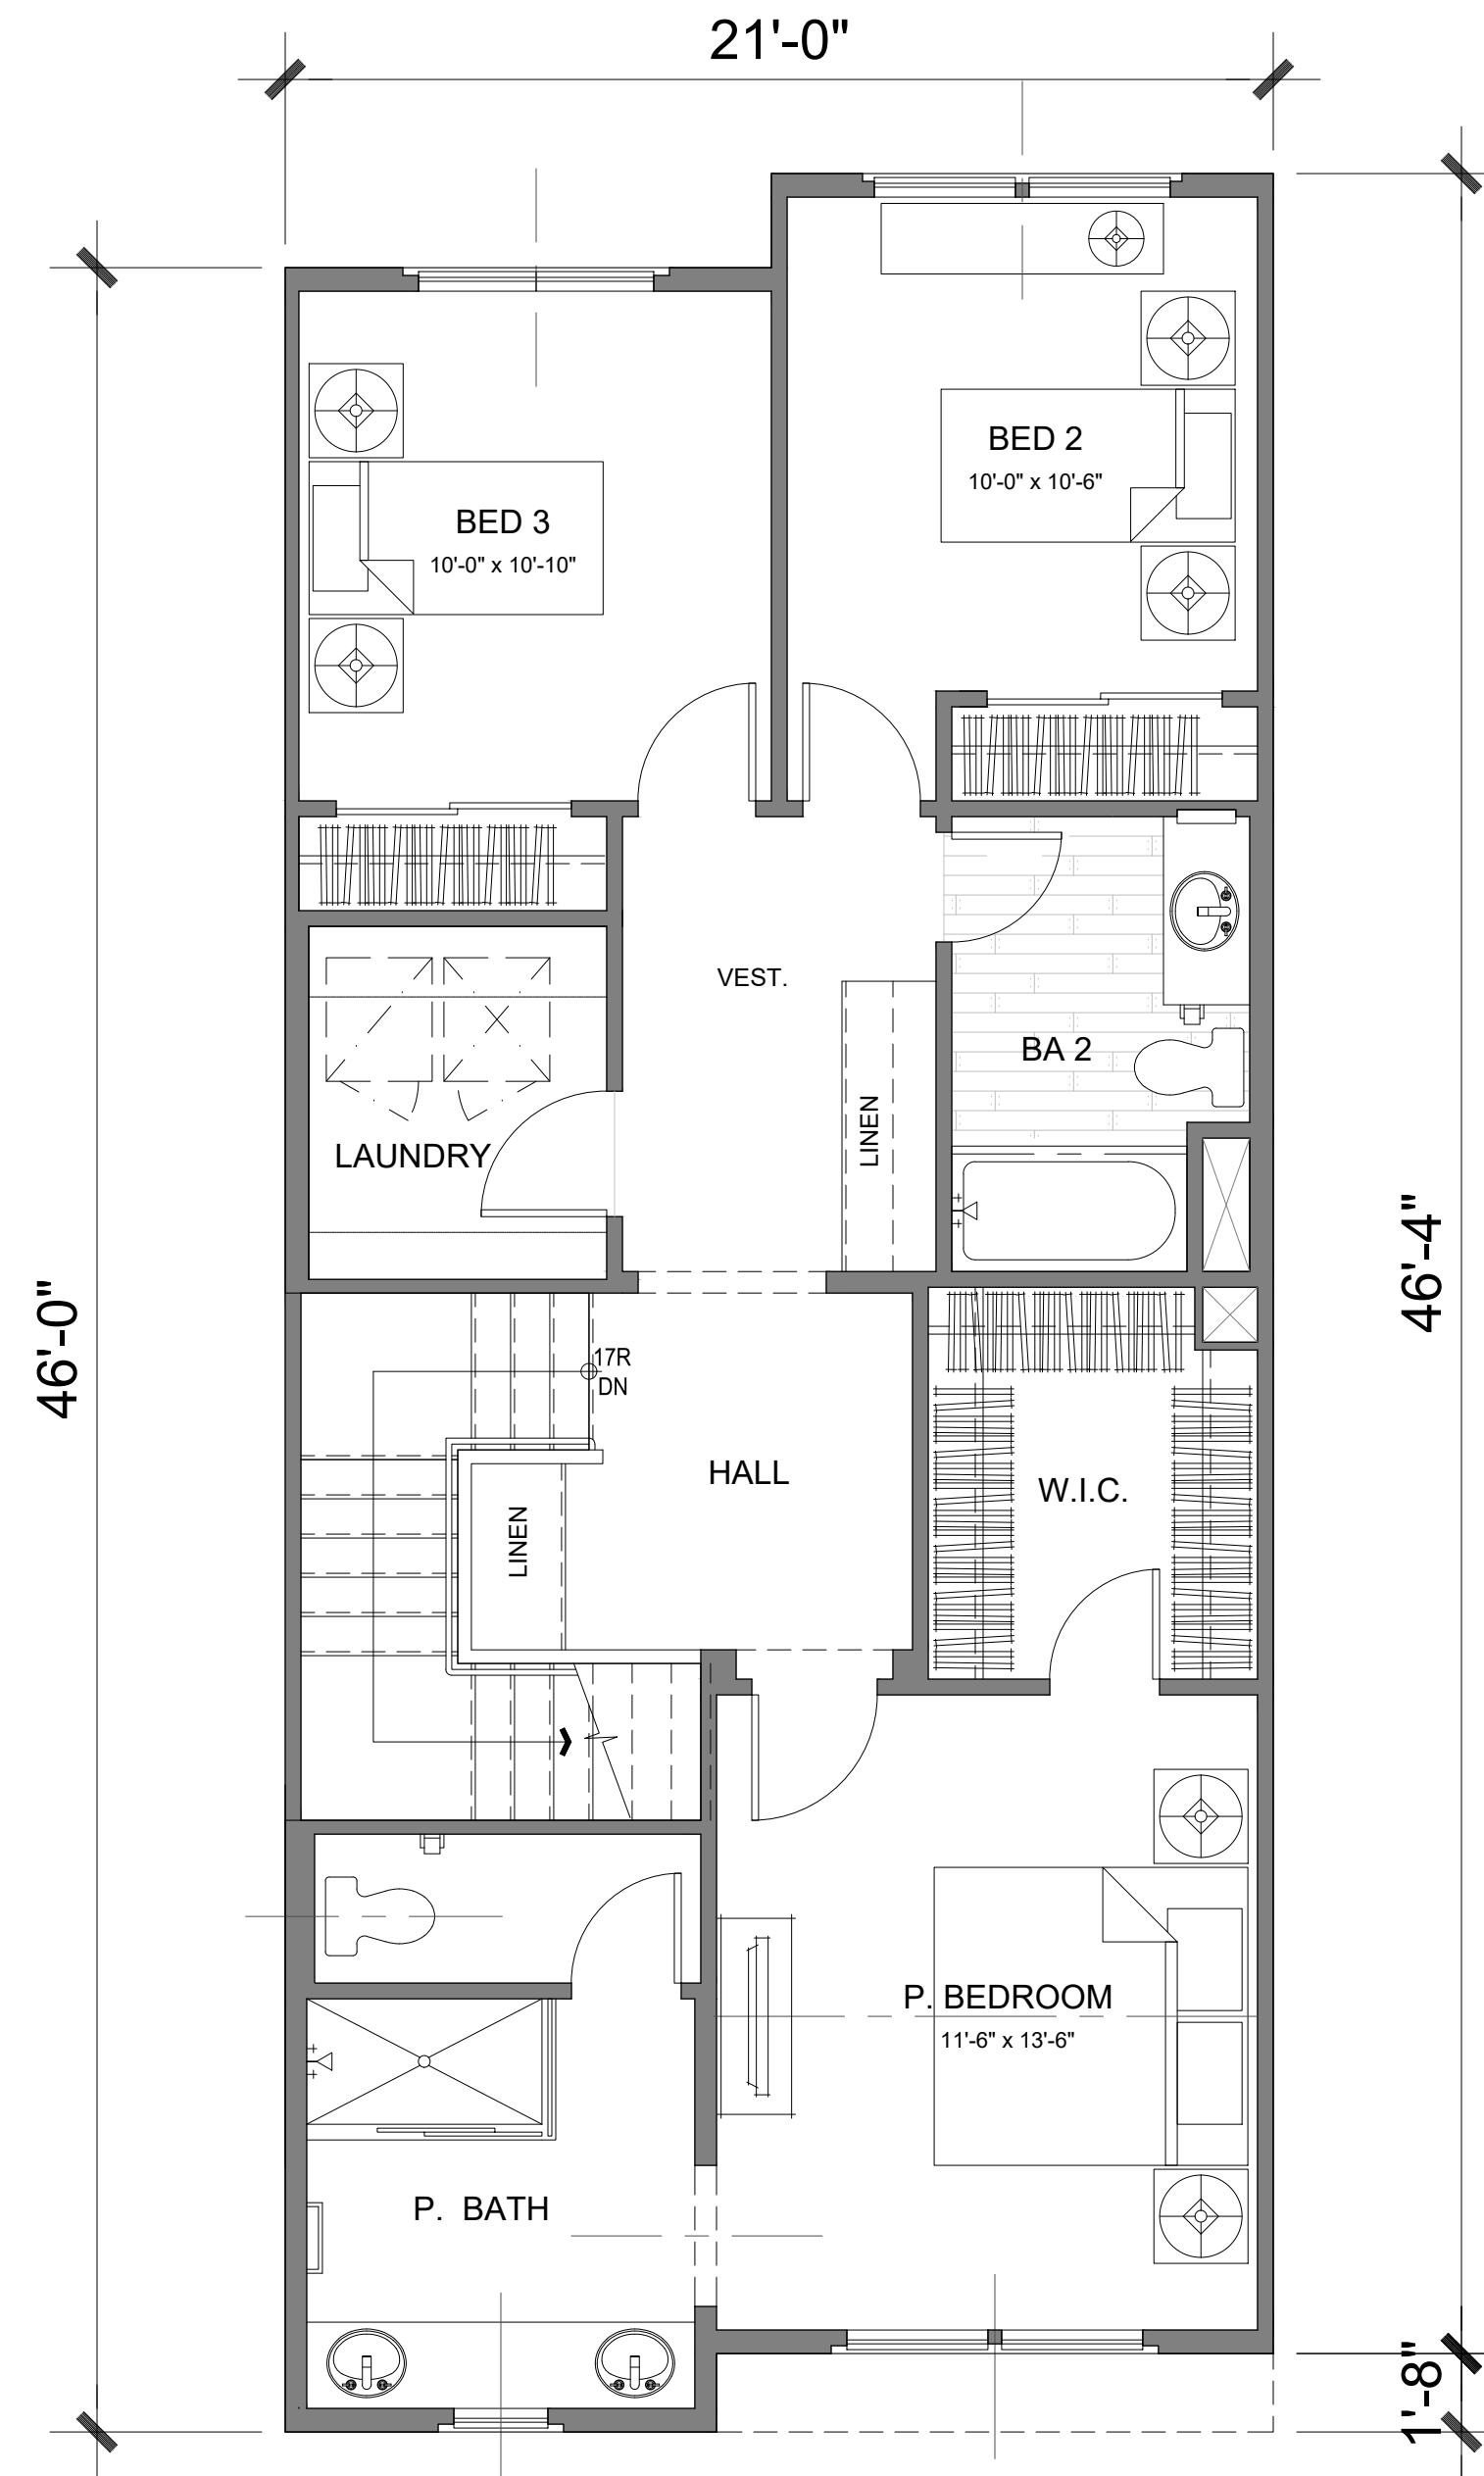 21'-0"
BED 2
10'-0" x 10'-6"
BED 3
10'-0" x 10'-10"
VEST.
BA 2
LINEN
LAUNDRY
46'-4"
46'-0"
17R
DN
HALL
W.I.C.
LINEN
P. BEDROOM
11'-6" x 13'-6"
P. BATH
1'-8"